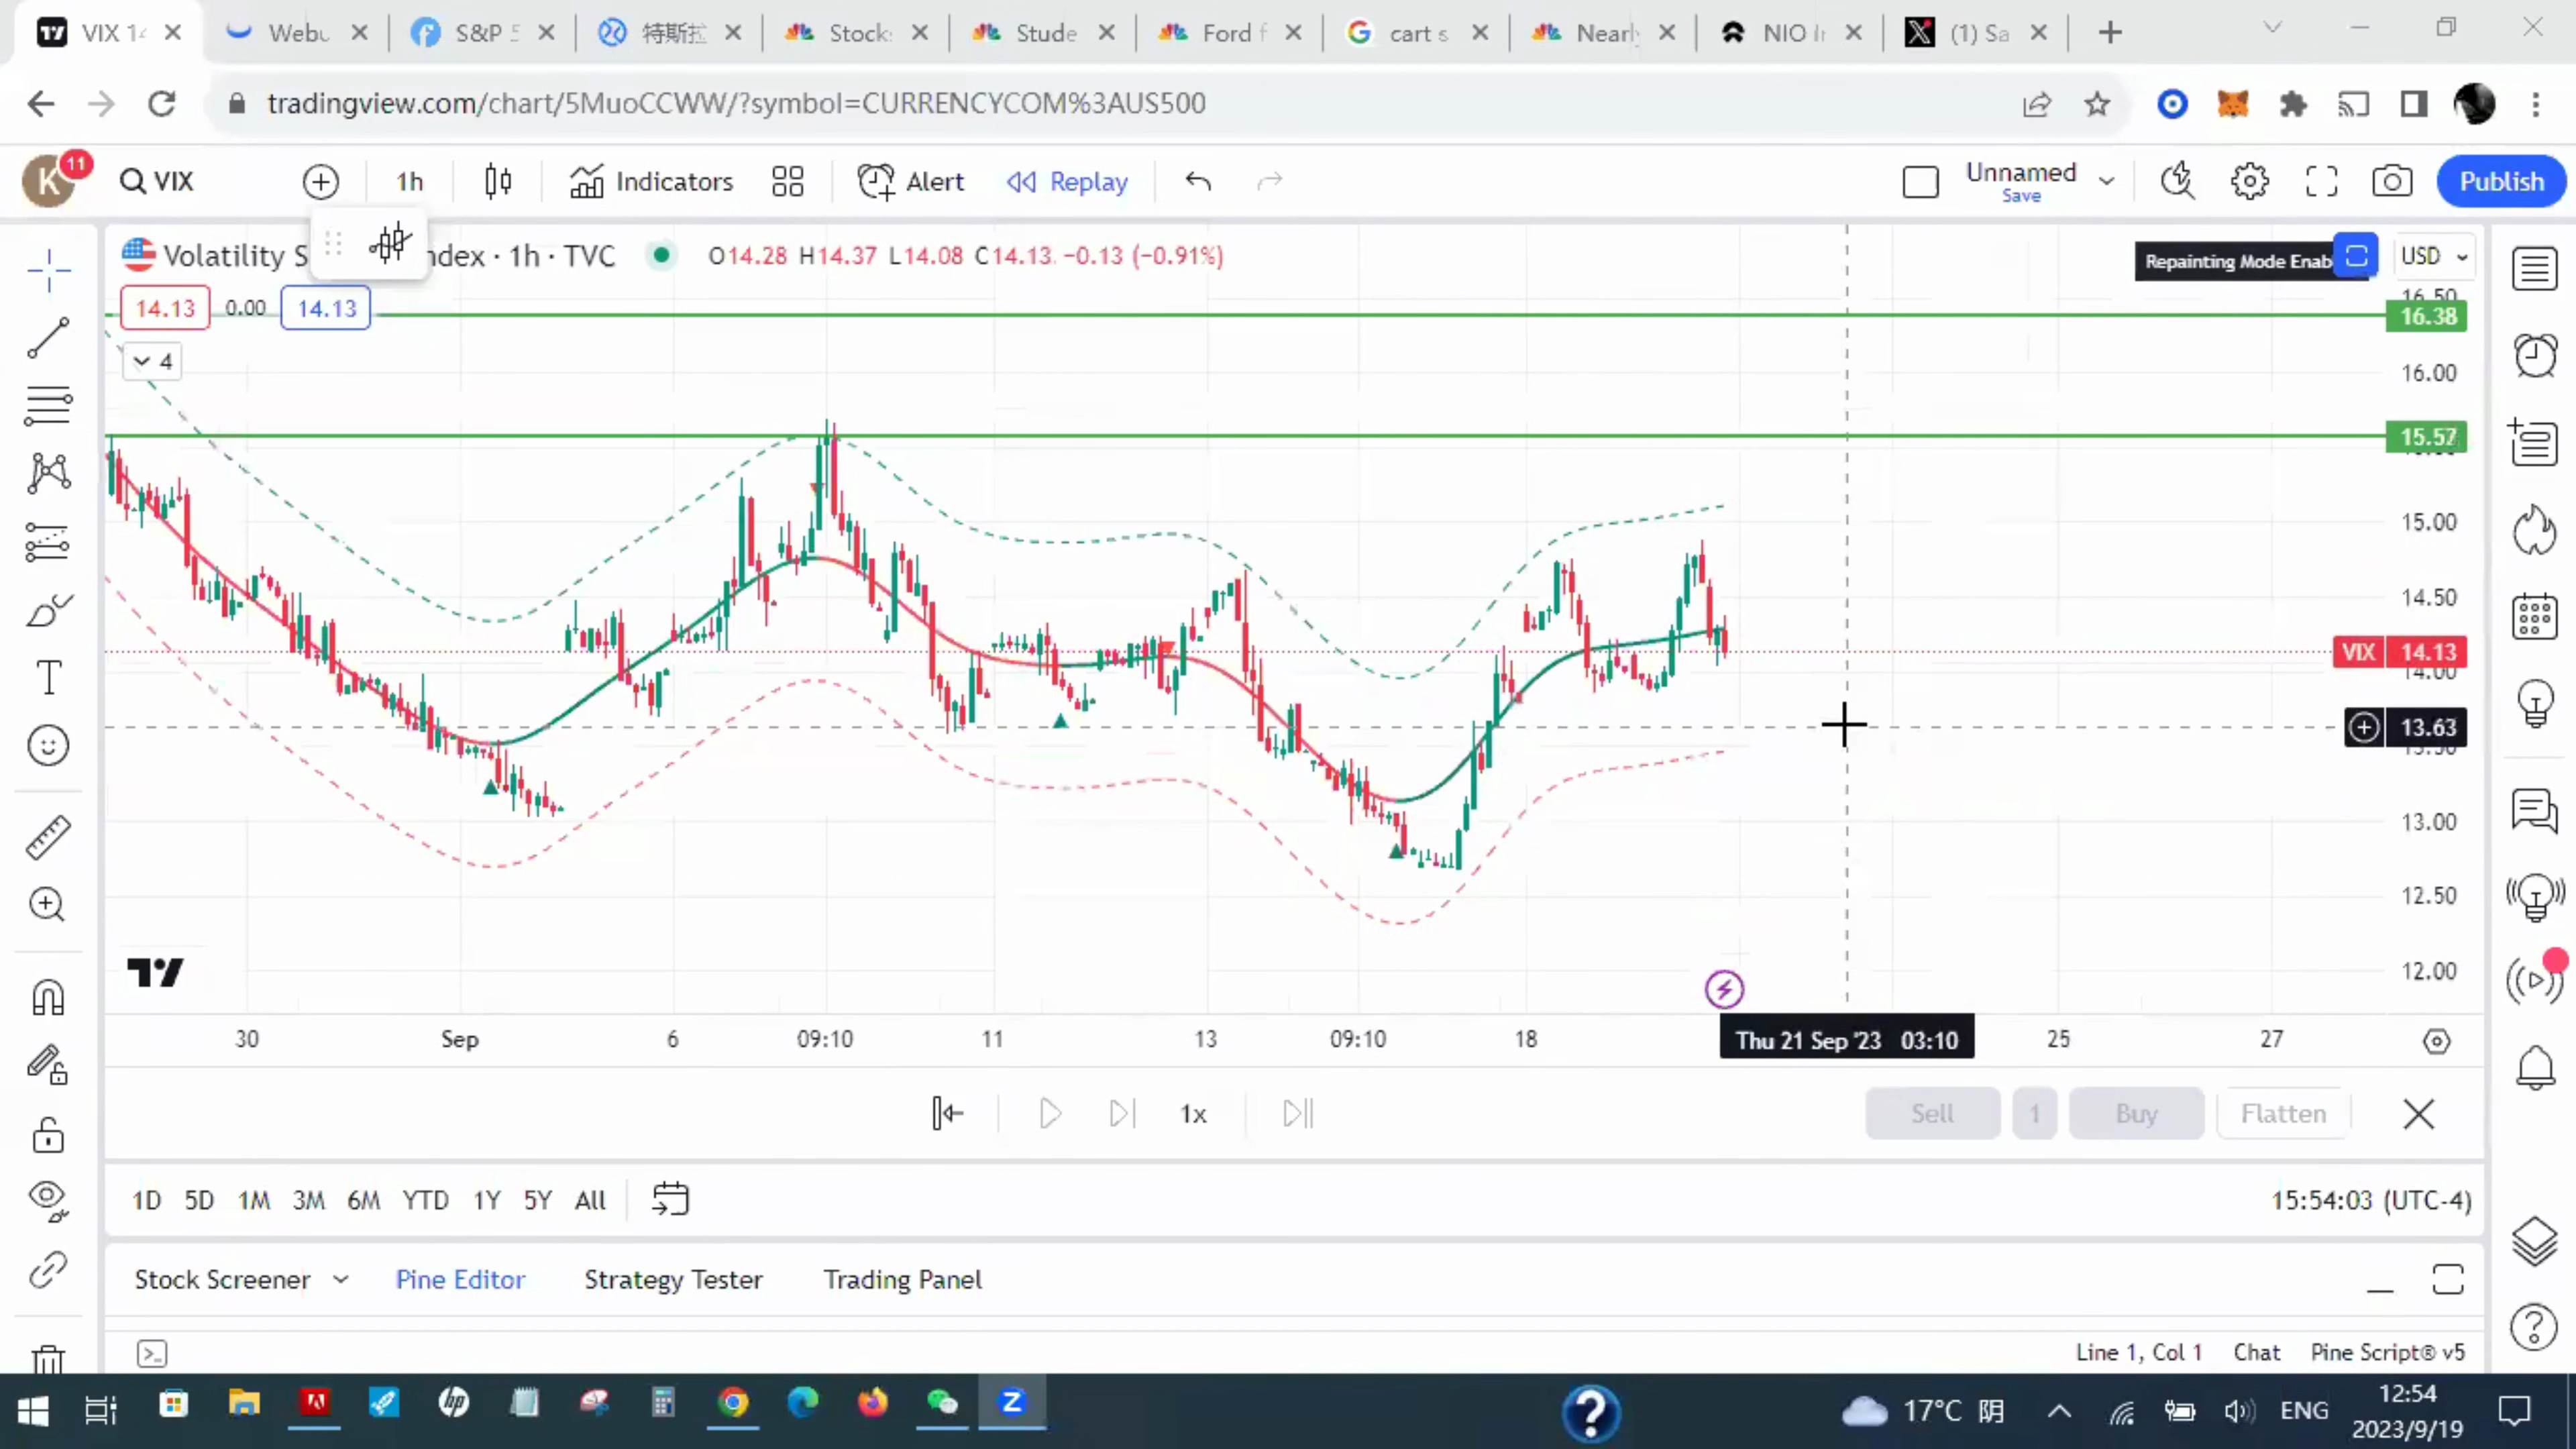 VIX 14
Webu
S&P 5
特斯拉
Stock
Stude
Ford f
cart s
Nearl
NIO I
(1) Sa
tradingview.com/chart/5MuoCCWW/?symbol=CURRENCYCOM%3AUS500
K
11
VIX
1h
Indicators
Alert
Replay
Unnamed
Save
Publish
Volatility S
ndex · 1h · TVC
O14.28 H14.37 L14.08 C14.13 −0.13 (−0.91%)
Repainting Mode Enab
USD
14.13
0.00
14.13
4
16.50
16.38
16.00
15.57
15.00
14.50
VIX 14.13
14.00
13.63
13.50
13.00
12.50
12.00
30
Sep
6
09:10
11
13
09:10
18
Thu 21 Sep '23 03:10
25
27
1x
Sell
1
Buy
Flatten
1D 5D 1M 3M 6M YTD 1Y 5Y All
15:54:03 (UTC-4)
Stock Screener
Pine Editor
Strategy Tester
Trading Panel
Line 1, Col 1
Chat
Pine Script® v5
17°C 阴
ENG
12:54
2023/9/19